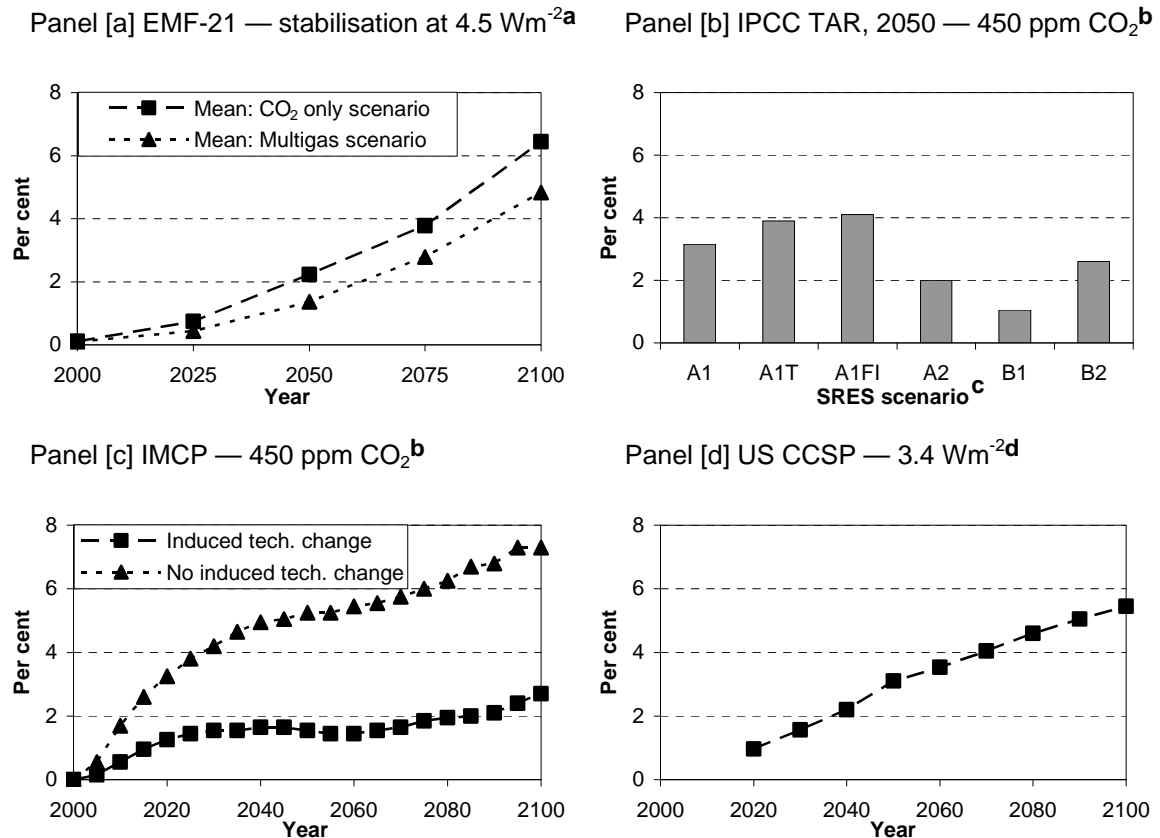 Panel [a] EMF-21 — stabilisation at 4.5 Wm-2a
8
6
4
2
0
Per cent
Mean: CO2 only scenario
Mean: Multigas scenario
2000 2025 2050 2075 2100
Year
Panel [b] IPCC TAR, 2050 — 450 ppm CO2b
8
6
4
2
0
Per cent
A1 A1T A1FI A2 B1 B2
SRES scenarioc
Panel [c] IMCP — 450 ppm CO2b
8
6
4
2
0
Per cent
Induced tech. change
No induced tech. change
2000 2020 2040 2060 2080 2100
Year
Panel [d] US CCSP — 3.4 Wm-2d
8
6
4
2
0
Per cent
2000 2020 2040 2060 2080 2100
Year